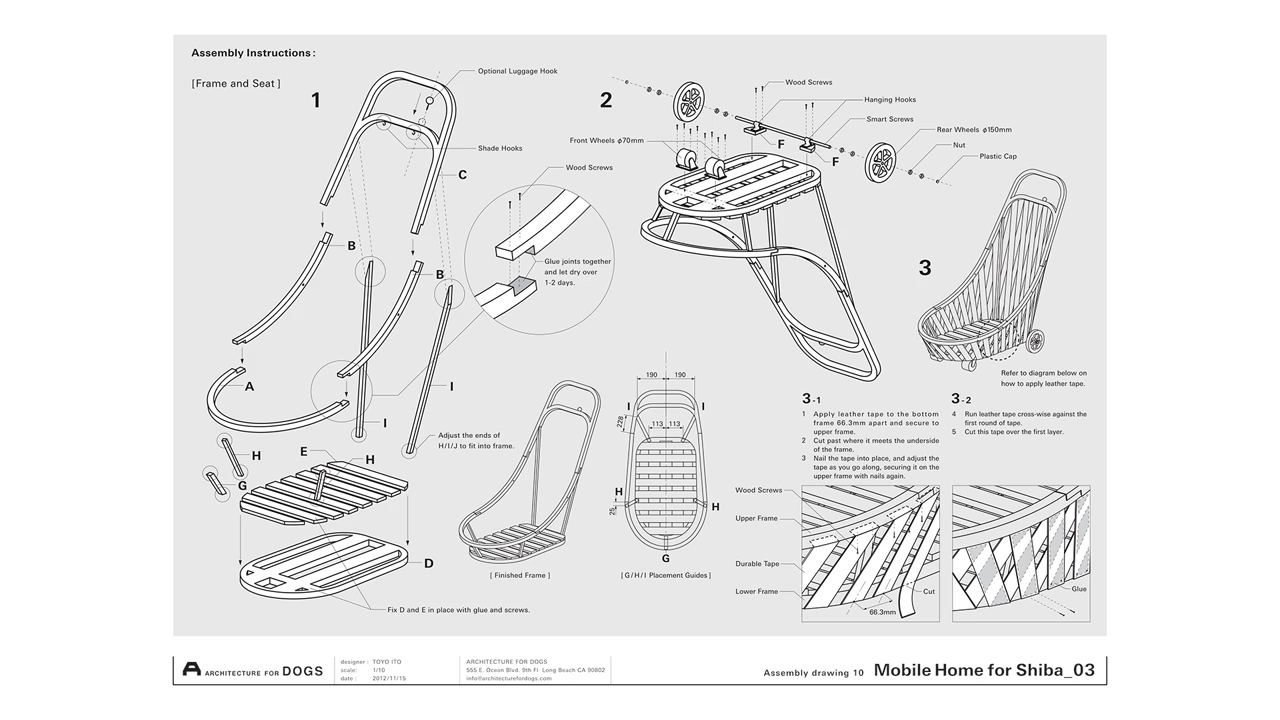 Assembly Instructions :
[Frame and Seat ]
1
Optional Luggage Hook
Shade Hooks
C
B
B
A
I
I
Wood Screws
Glue joints together
and let dry over
1-2 days.
Adjust the ends of
H/I/J to fit into frame.
H
G
E
H
D
Fix D and E in place with glue and screws.
[ Finished Frame ]
190
190
I
I
228
113
113
H
H
25
G
[ G/H/I Placement Guides ]
2
Wood Screws
Hanging Hooks
Smart Screws
F
F
Front Wheels φ70mm
Rear Wheels φ150mm
Nut
Plastic Cap
3
Refer to diagram below on
how to apply leather tape.
3-1
1 Apply leather tape to the bottom
frame 66.3mm apart and secure to
upper frame.
2 Cut past where it meets the underside
of the frame.
3 Nail the tape into place, and adjust the
tape as you go along, securing it on the
upper frame with nails again.
3-2
4 Run leather tape cross-wise against the
first round of tape.
5 Cut this tape over the first layer.
Wood Screws
Upper Frame
Durable Tape
Lower Frame
Cut
66.3mm
Glue
ARCHITECTURE FOR DOGS
designer : TOYO ITO
scale: 1/10
date : 2012/11/15
ARCHITECTURE FOR DOGS
555 E. Ocean Blvd. 9th Fl Long Beach CA 90802
info@architecturefordogs.com
Assembly drawing 10 Mobile Home for Shiba_03